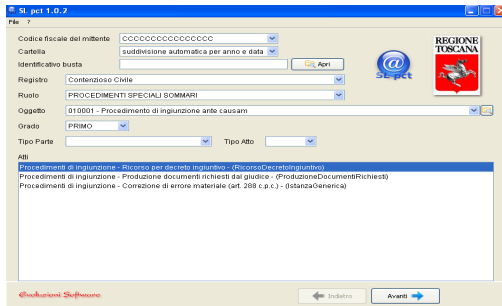 SL pct 1.0.2
File ?
Codice fiscale del mittente CCCCCCCCCCCCCCCC
Cartella suddivisione automatica per anno e data
Identificativo busta Apri
REGIONE
TOSCANA
SL pct
Registro Contenzioso Civile
Ruolo PROCEDIMENTI SPECIALI SOMMARI
Oggetto 010001 - Procedimento di ingiunzione ante causam
Grado PRIMO
Tipo Parte Tipo Atto
Atti
Procedimenti di ingiunzione - Ricorso per decreto ingiuntivo - (RicorsoDecretoIngiuntivo)
Procedimenti di ingiunzione - Produzione documenti richiesti dal giudice - (ProduzioneDocumentiRichiesti)
Procedimenti di ingiunzione - Correzione di errore materiale (art. 288 c.p.c.) - (IstanzaGenerica)
Evoluzioni Software Indietro Avanti